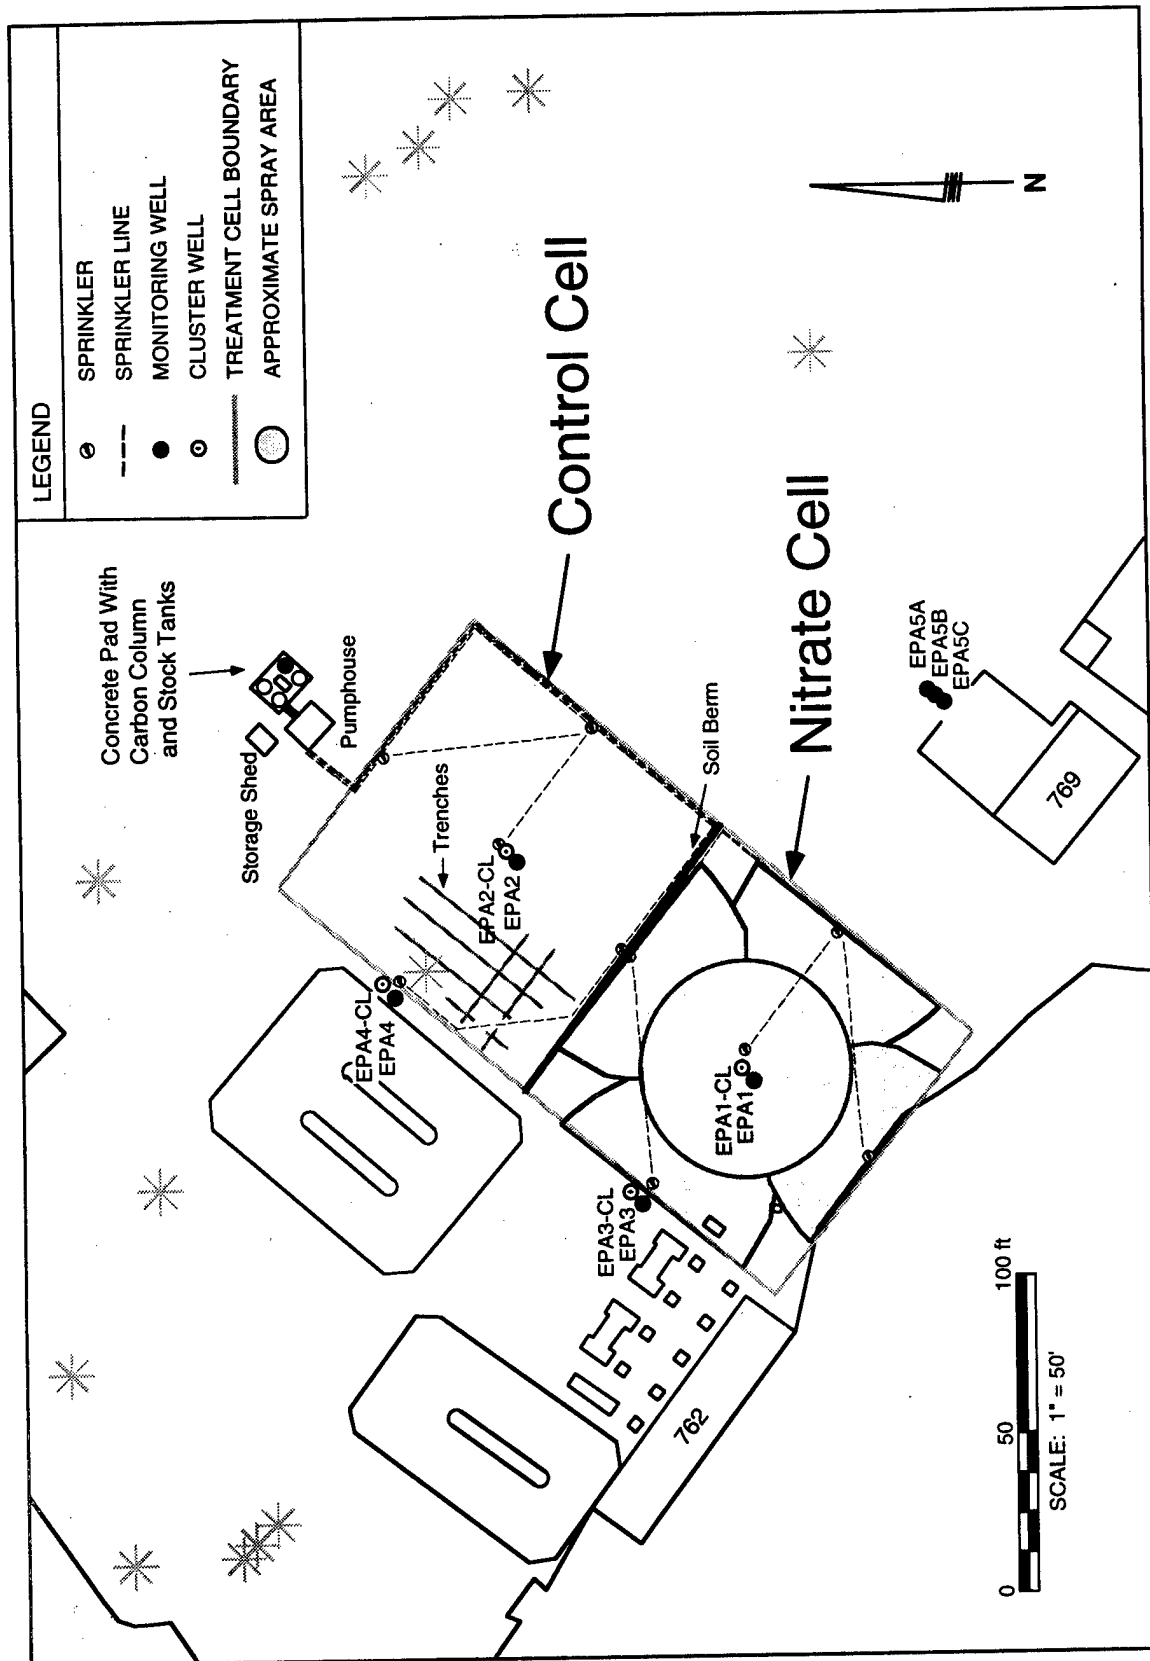 LEGEND
SPRINKLER
SPRINKLER LINE
MONITORING WELL
CLUSTER WELL
TREATMENT CELL BOUNDARY
APPROXIMATE SPRAY AREA
Concrete Pad With
Carbon Column
and Stock Tanks
Storage Shed
Pumphouse
Trenches
EPA2-CL
EPA2
EPA4-CL
EPA4
Control Cell
Soil Berm
Nitrate Cell
EPA1-CL
EPA1
EPA3-CL
EPA3
EPA5A
EPA5B
EPA5C
769
762
N
0
50
100 ft
SCALE: 1" = 50'